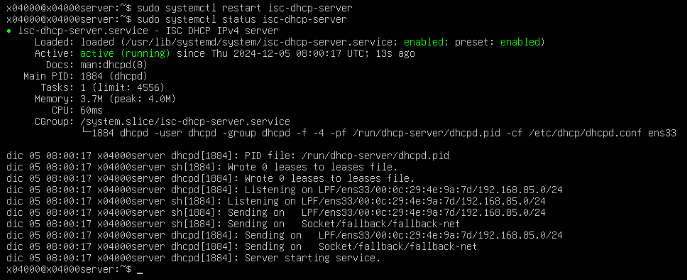 x04000@x04000server:~$ sudo systemctl restart isc-dhcp-server
x04000@x04000server:~$ sudo systemctl status isc-dhcp-server
● isc-dhcp-server.service - ISC DHCP IPv4 server
Loaded: loaded (/usr/lib/systemd/system/isc-dhcp-server.service; enabled; preset: enabled)
Active: active (running) since Thu 2024-12-05 08:00:17 UTC; 13s ago
Docs: man:dhcpd(8)
Main PID: 1884 (dhcpd)
Tasks: 1 (limit: 4556)
Memory: 3.7M (peak: 4.0M)
CPU: 60ms
CGroup: /system.slice/isc-dhcp-server.service
└─1884 dhcpd -user dhcpd -group dhcpd -f -4 -pf /run/dhcp-server/dhcpd.pid -cf /etc/dhcp/dhcpd.conf ens33
dic 05 08:00:17 x04000server dhcpd[1884]: PID file: /run/dhcp-server/dhcpd.pid
dic 05 08:00:17 x04000server sh[1884]: Wrote 0 leases to leases file.
dic 05 08:00:17 x04000server dhcpd[1884]: Wrote 0 leases to leases file.
dic 05 08:00:17 x04000server dhcpd[1884]: Listening on LPF/ens33/00:0c:29:4e:9a:7d/192.168.85.0/24
dic 05 08:00:17 x04000server sh[1884]: Listening on LPF/ens33/00:0c:29:4e:9a:7d/192.168.85.0/24
dic 05 08:00:17 x04000server sh[1884]: Sending on   LPF/ens33/00:0c:29:4e:9a:7d/192.168.85.0/24
dic 05 08:00:17 x04000server sh[1884]: Sending on   Socket/fallback/fallback-net
dic 05 08:00:17 x04000server dhcpd[1884]: Sending on   LPF/ens33/00:0c:29:4e:9a:7d/192.168.85.0/24
dic 05 08:00:17 x04000server dhcpd[1884]: Sending on   Socket/fallback/fallback-net
dic 05 08:00:17 x04000server dhcpd[1884]: Server starting service.
x04000@x04000server:~$ _